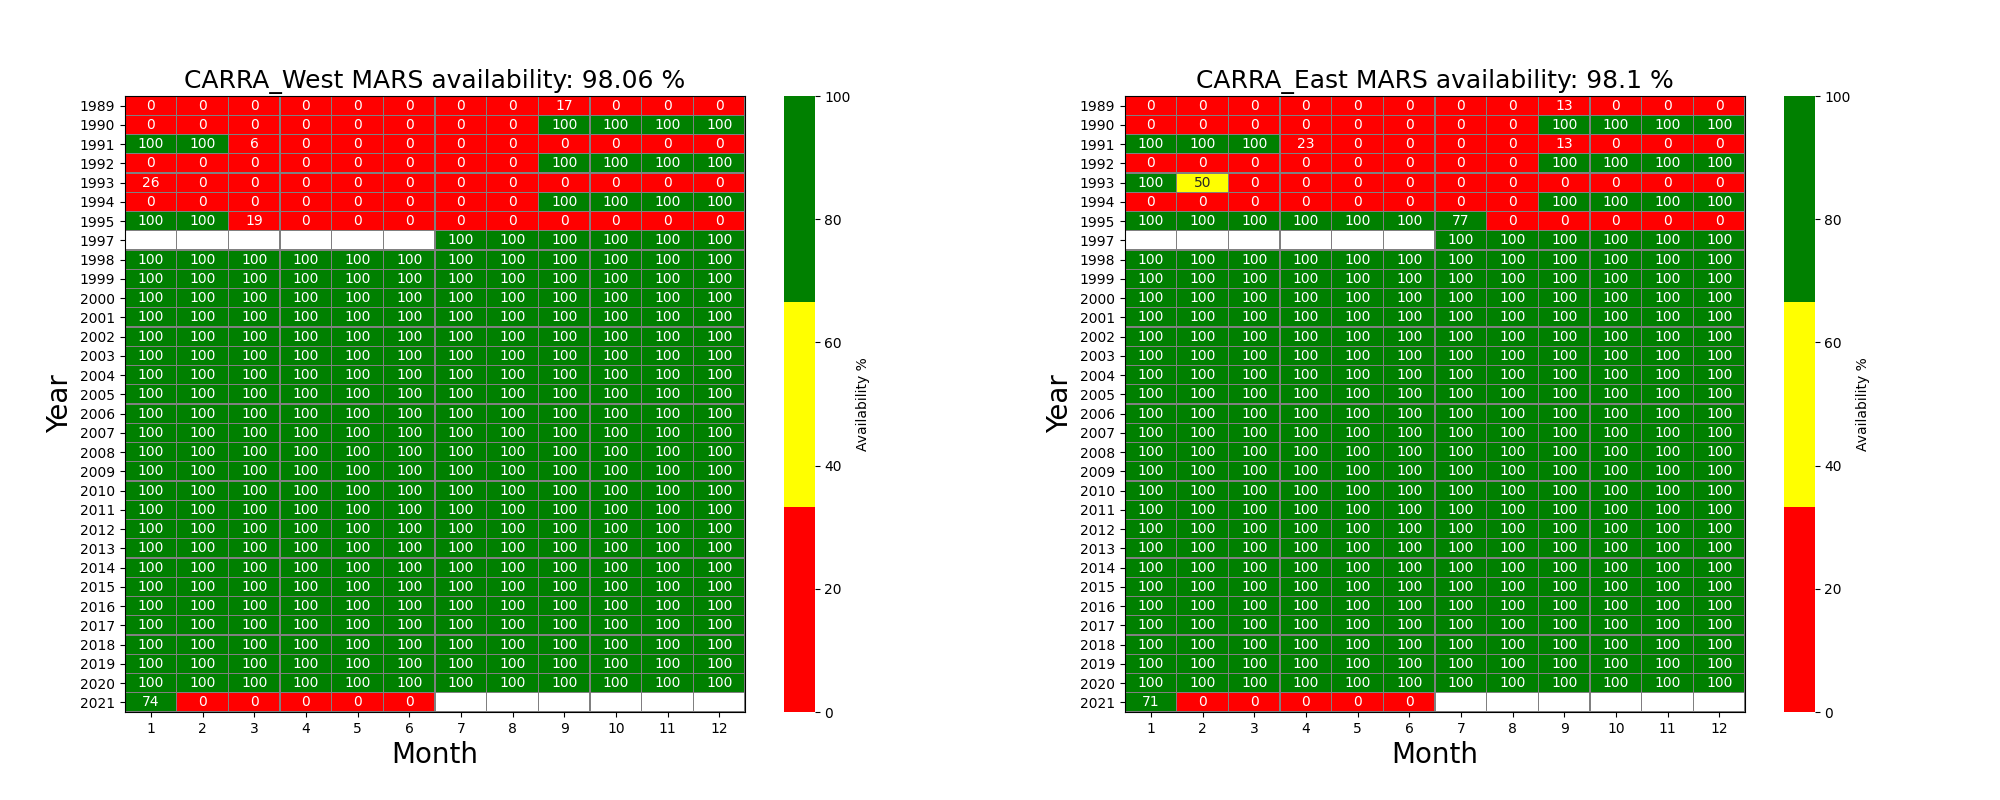 CARRA_West MARS availability: 98.06 %
1989 0 0 0 0 0 0 0 0 17 0 0 0
1990 0 0 0 0 0 0 0 0 100 100 100 100
1991 100 100 6 0 0 0 0 0 0 0 0 0
1992 0 0 0 0 0 0 0 0 100 100 100 100
1993 26 0 0 0 0 0 0 0 0 0 0 0
1994 0 0 0 0 0 0 0 0 100 100 100 100
1995 100 100 19 0 0 0 0 0 0 0 0 0
1997 100 100 100 100 100 100
1998 100 100 100 100 100 100 100 100 100 100 100 100
1999 100 100 100 100 100 100 100 100 100 100 100 100
2000 100 100 100 100 100 100 100 100 100 100 100 100
2001 100 100 100 100 100 100 100 100 100 100 100 100
2002 100 100 100 100 100 100 100 100 100 100 100 100
2003 100 100 100 100 100 100 100 100 100 100 100 100
2004 100 100 100 100 100 100 100 100 100 100 100 100
2005 100 100 100 100 100 100 100 100 100 100 100 100
2006 100 100 100 100 100 100 100 100 100 100 100 100
2007 100 100 100 100 100 100 100 100 100 100 100 100
2008 100 100 100 100 100 100 100 100 100 100 100 100
2009 100 100 100 100 100 100 100 100 100 100 100 100
2010 100 100 100 100 100 100 100 100 100 100 100 100
2011 100 100 100 100 100 100 100 100 100 100 100 100
2012 100 100 100 100 100 100 100 100 100 100 100 100
2013 100 100 100 100 100 100 100 100 100 100 100 100
2014 100 100 100 100 100 100 100 100 100 100 100 100
2015 100 100 100 100 100 100 100 100 100 100 100 100
2016 100 100 100 100 100 100 100 100 100 100 100 100
2017 100 100 100 100 100 100 100 100 100 100 100 100
2018 100 100 100 100 100 100 100 100 100 100 100 100
2019 100 100 100 100 100 100 100 100 100 100 100 100
2020 100 100 100 100 100 100 100 100 100 100 100 100
2021 74 0 0 0 0 0
1 2 3 4 5 6 7 8 9 10 11 12
Month
Year
100
80
60
40
20
0
Availability %
CARRA_East MARS availability: 98.1 %
1989 0 0 0 0 0 0 0 0 13 0 0 0
1990 0 0 0 0 0 0 0 0 100 100 100 100
1991 100 100 100 23 0 0 0 0 13 0 0 0
1992 0 0 0 0 0 0 0 0 100 100 100 100
1993 100 50 0 0 0 0 0 0 0 0 0 0
1994 0 0 0 0 0 0 0 0 100 100 100 100
1995 100 100 100 100 100 100 77 0 0 0 0 0
1997 100 100 100 100 100 100
1998 100 100 100 100 100 100 100 100 100 100 100 100
1999 100 100 100 100 100 100 100 100 100 100 100 100
2000 100 100 100 100 100 100 100 100 100 100 100 100
2001 100 100 100 100 100 100 100 100 100 100 100 100
2002 100 100 100 100 100 100 100 100 100 100 100 100
2003 100 100 100 100 100 100 100 100 100 100 100 100
2004 100 100 100 100 100 100 100 100 100 100 100 100
2005 100 100 100 100 100 100 100 100 100 100 100 100
2006 100 100 100 100 100 100 100 100 100 100 100 100
2007 100 100 100 100 100 100 100 100 100 100 100 100
2008 100 100 100 100 100 100 100 100 100 100 100 100
2009 100 100 100 100 100 100 100 100 100 100 100 100
2010 100 100 100 100 100 100 100 100 100 100 100 100
2011 100 100 100 100 100 100 100 100 100 100 100 100
2012 100 100 100 100 100 100 100 100 100 100 100 100
2013 100 100 100 100 100 100 100 100 100 100 100 100
2014 100 100 100 100 100 100 100 100 100 100 100 100
2015 100 100 100 100 100 100 100 100 100 100 100 100
2016 100 100 100 100 100 100 100 100 100 100 100 100
2017 100 100 100 100 100 100 100 100 100 100 100 100
2018 100 100 100 100 100 100 100 100 100 100 100 100
2019 100 100 100 100 100 100 100 100 100 100 100 100
2020 100 100 100 100 100 100 100 100 100 100 100 100
2021 71 0 0 0 0 0
1 2 3 4 5 6 7 8 9 10 11 12
Month
Year
100
80
60
40
20
0
Availability %